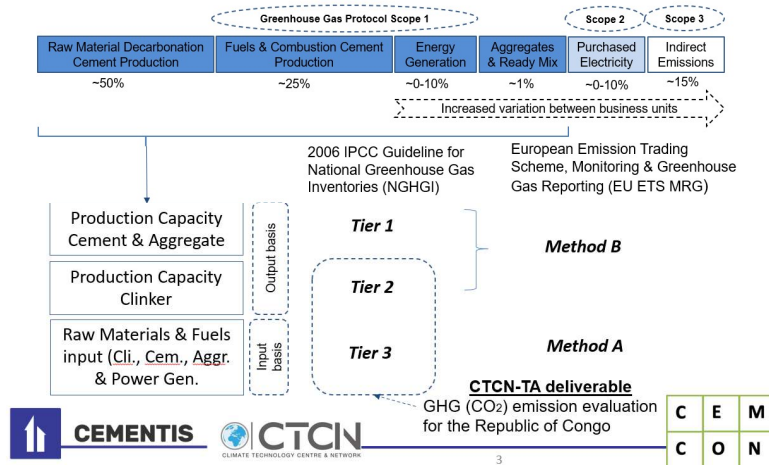 Greenhouse Gas Protocol Scope 1
Scope 2
Scope 3
Raw Material Decarbonation
Cement Production
Fuels & Combustion Cement
Production
Energy
Generation
Aggregates
& Ready Mix
Purchased
Electricity
Indirect
Emissions
~50%
~25%
~0-10%
~1%
~0-10%
~15%
Increased variation between business units
2006 IPCC Guideline for
National Greenhouse Gas
Inventories (NGHGI)
European Emission Trading
Scheme, Monitoring & Greenhouse
Gas Reporting (EU ETS MRG)
Production Capacity
Cement & Aggregate
Output basis
Tier 1
Method B
Production Capacity
Clinker
Tier 2
Raw Materials & Fuels
input (Cli., Cem., Aggr.
& Power Gen.
Input
basis
Tier 3
Method A
CTCN-TA deliverable
GHG (CO2) emission evaluation
for the Republic of Congo
CEMENTIS
CTCN
CLIMATE TECHNOLOGY CENTRE & NETWORK
3
C E M
C O N